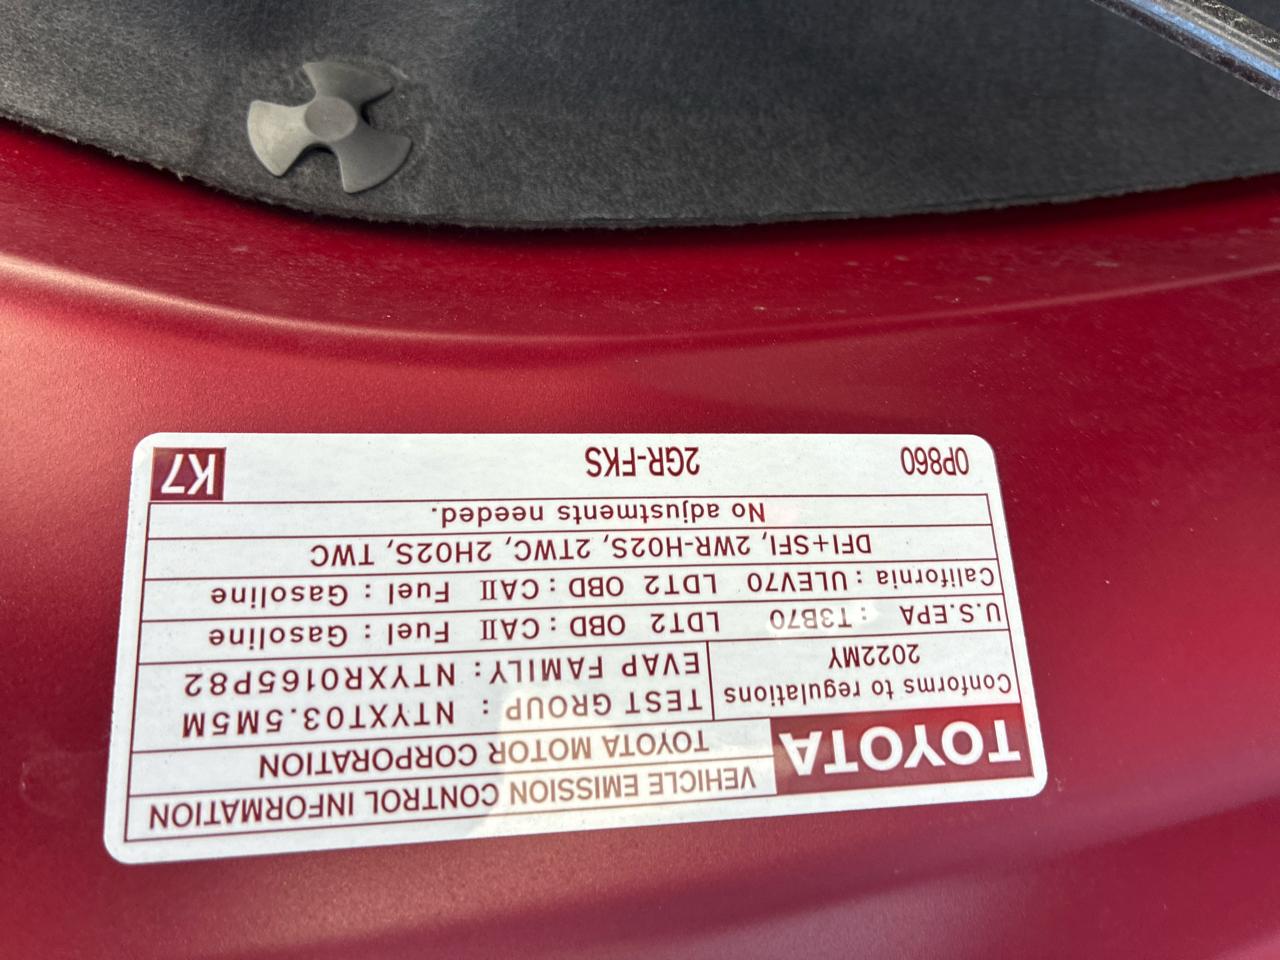 TOYOTA VEHICLE EMISSION CONTROL INFORMATION
TOYOTA MOTOR CORPORATION
Conforms to regulations
2022MY
TEST GROUP : NTYXT03.5M5M
EVAP FAMILY : NTYXR0165P82
U.S.EPA : T3B70 LDT2 OBD : CAII Fuel : Gasoline
California : ULEV70 LDT2 OBD : CAII Fuel : Gasoline
DFI+SFI, 2WR-HO2S, 2TWC, 2HO2S, TWC
No adjustments needed.
0P860 2GR-FKS K7